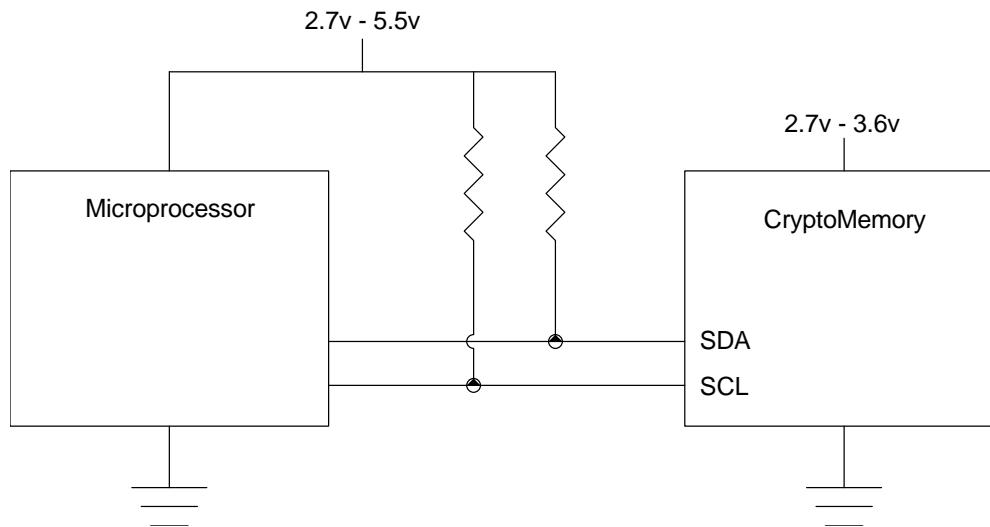 2.7v - 5.5v
2.7v - 3.6v
Microprocessor
CryptoMemory
SDA
SCL